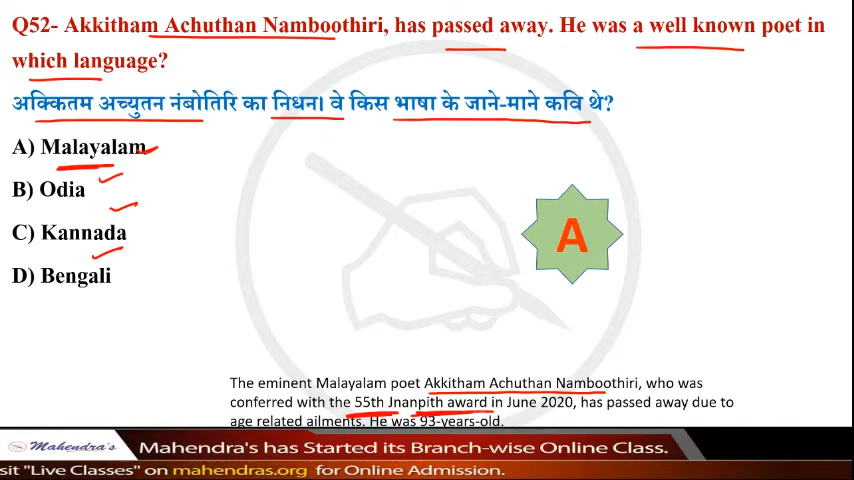 Q52- Akkitham Achuthan Namboothiri, has passed away. He was a well known poet in
which language?
अक्कितम अच्युतन नंबोतिरि का निधन। वे किस भाषा के जाने-माने कवि थे?
A) Malayalam
B) Odia
C) Kannada
D) Bengali
A
The eminent Malayalam poet Akkitham Achuthan Namboothiri, who was
conferred with the 55th Jnanpith award in June 2020, has passed away due to
age related ailments. He was 93-years-old.
Mahendra's
Mahendra's has Started its Branch-wise Online Class.
sit "Live Classes" on mahendras.org for Online Admission.